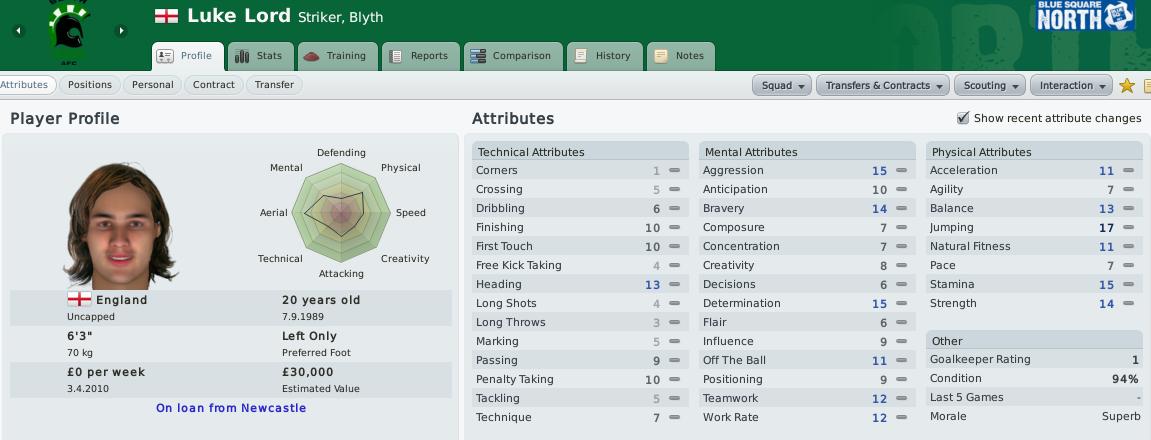 Luke Lord Striker, Blyth
BLUE SQUARE
NORTH
AFC
Profile
Stats
Training
Reports
Comparison
History
Notes
Attributes
Positions
Personal
Contract
Transfer
Squad
Transfers & Contracts
Scouting
Interaction
Player Profile
Defending
Mental
Physical
Aerial
Speed
Technical
Creativity
Attacking
England
20 years old
Uncapped
7.9.1989
6'3"
Left Only
70 kg
Preferred Foot
£0 per week
£30,000
3.4.2010
Estimated Value
On loan from Newcastle
Attributes
Show recent attribute changes
Technical Attributes
Corners 1
Crossing 5
Dribbling 6
Finishing 10
First Touch 10
Free Kick Taking 4
Heading 13
Long Shots 4
Long Throws 3
Marking 5
Passing 9
Penalty Taking 10
Tackling 5
Technique 7
Mental Attributes
Aggression 15
Anticipation 10
Bravery 14
Composure 7
Concentration 7
Creativity 8
Decisions 6
Determination 15
Flair 6
Influence 9
Off The Ball 11
Positioning 9
Teamwork 12
Work Rate 12
Physical Attributes
Acceleration 11
Agility 7
Balance 13
Jumping 17
Natural Fitness 11
Pace 7
Stamina 15
Strength 14
Other
Goalkeeper Rating 1
Condition 94%
Last 5 Games -
Morale Superb